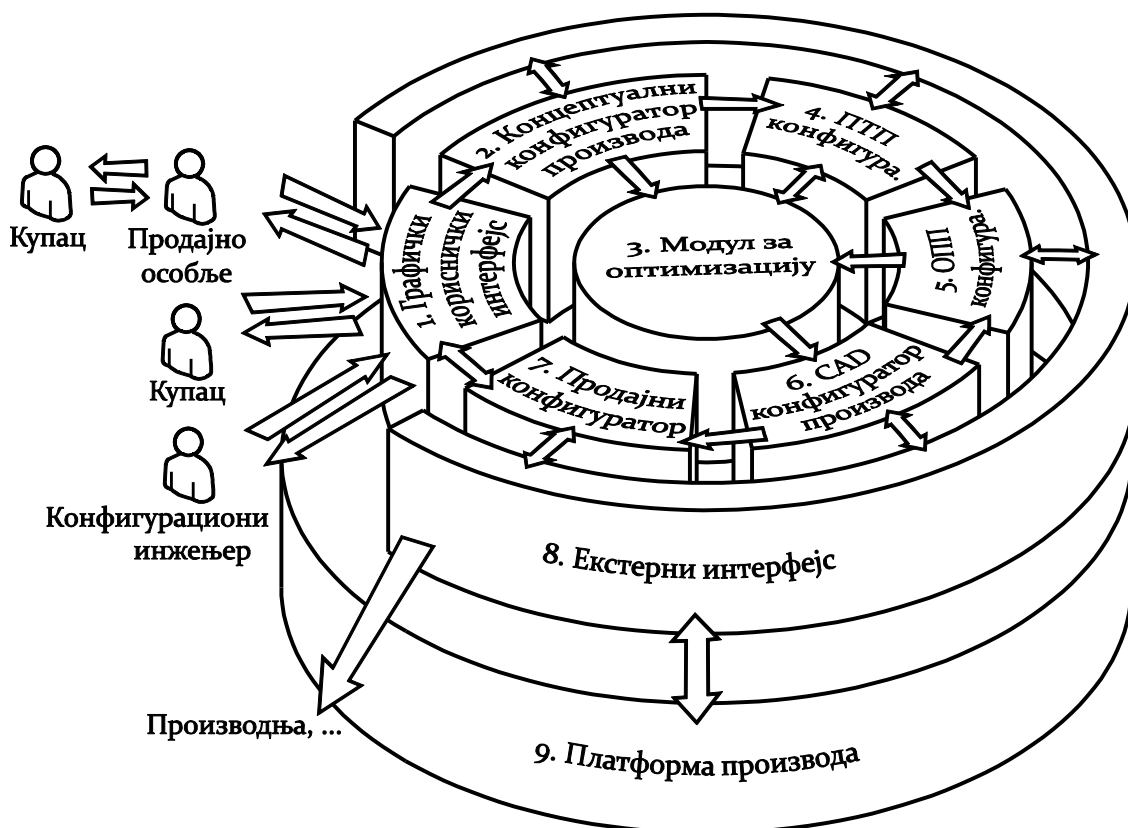 Купац
Продајно
особље
Купац
Конфигурациони
инжењер
Производња, ...
1. Графички
кориснички
интерфејс
2. Концептуални
конфигуратор
производа
3. Модул за
оптимизацију
4. ПТП
конфигура.
5. ОПШ
конфигура.
6. CAD
конфигуратор
производа
7. Продајни
конфигуратор
8. Екстерни интерфејс
9. Платформа производа